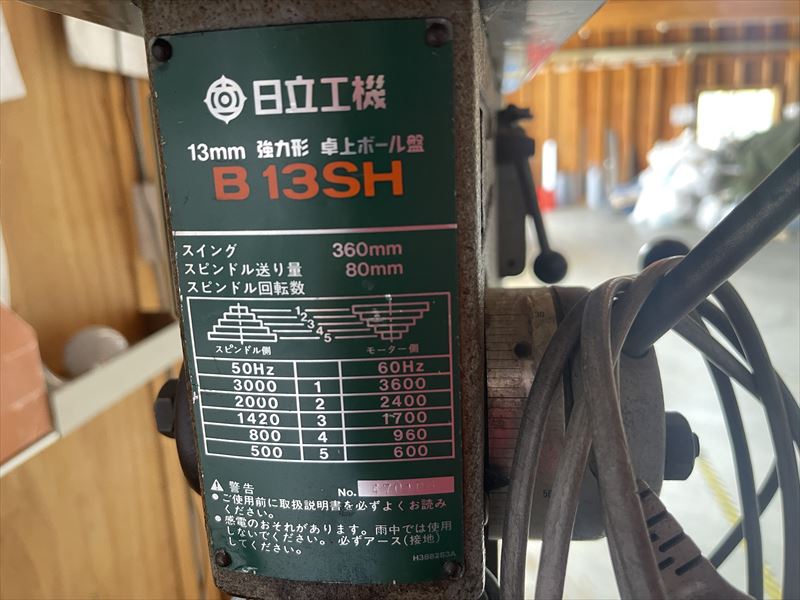 日立工機
13mm 強力形 卓上ボール盤
B 13SH
スイング 360mm
スピンドル送り量 80mm
スピンドル回転数
1 2 3 4 5
スピンドル側 モーター側
50Hz 60Hz
3000 1 3600
2000 2 2400
1420 3 1700
800 4 960
500 5 600
警告 No.
●ご使用前に取扱説明書を必ずよくお読み
ください。
●感電のおそれがあります。雨中では使用
しないでください。必ずアース(接地)
してください。